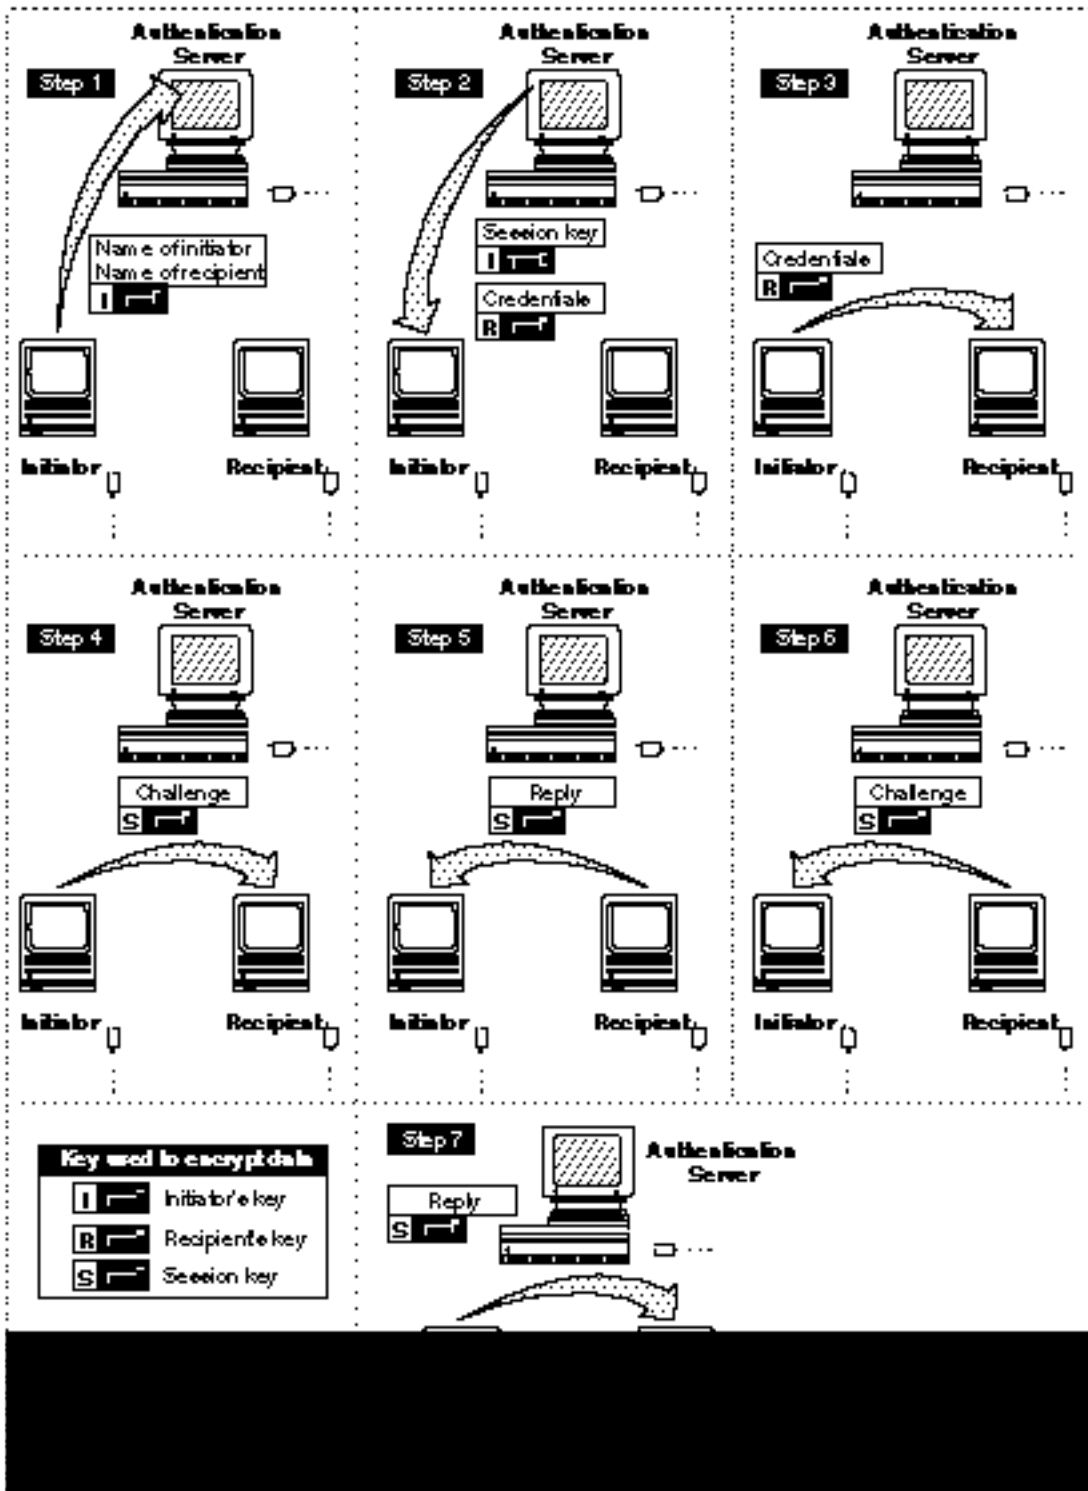 Authentication
Server
Step 1
Name of initiator
Name of recipient
I
Initiator
Recipient
Authentication
Server
Step 2
Session key
I
Credentials
R
Initiator
Recipient
Authentication
Server
Step 3
Credentials
R
Initiator
Recipient
Authentication
Server
Step 4
Challenge
S
Initiator
Recipient
Authentication
Server
Step 5
Reply
S
Initiator
Recipient
Authentication
Server
Step 6
Challenge
S
Initiator
Recipient
Key used to encrypt data
I Initiator's key
R Recipient's key
S Session key
Step 7
Authentication
Server
Reply
S